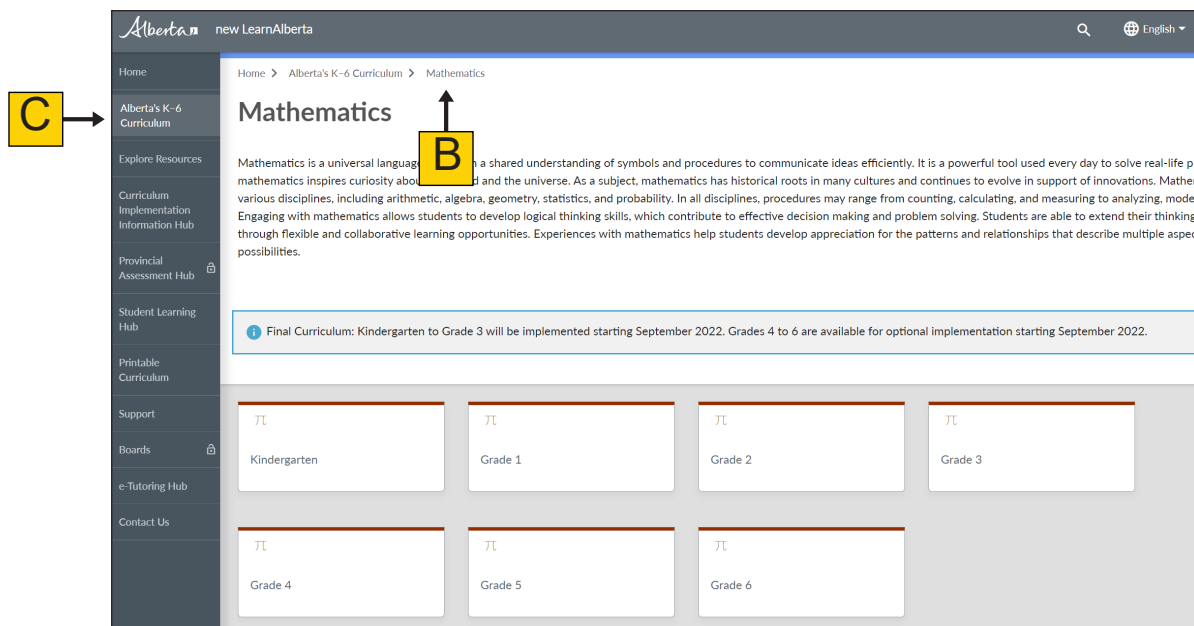 Alberta new LearnAlberta
English
Home
Alberta's K–6
Curriculum
Explore Resources
Curriculum
Implementation
Information Hub
Provincial
Assessment Hub
Student Learning
Hub
Printable
Curriculum
Support
Boards
e-Tutoring Hub
Contact Us
C
Home > Alberta's K–6 Curriculum > Mathematics
B
Mathematics
Mathematics is a universal language a shared understanding of symbols and procedures to communicate ideas efficiently. It is a powerful tool used every day to solve real-life p
mathematics inspires curiosity and the universe. As a subject, mathematics has historical roots in many cultures and continues to evolve in support of innovations.
various disciplines, including arithmetic, algebra, geometry, statistics, and probability. In all disciplines, procedures may range from counting, calculating, and measuring to analyzing, mode
Engaging with mathematics allows students to develop logical thinking skills, which contribute to effective decision making and problem solving. Students are able to extend their thinking
through flexible and collaborative learning opportunities. Experiences with mathematics help students develop appreciation for the patterns and relationships that describe multiple aspec
possibilities.
Final Curriculum: Kindergarten to Grade 3 will be implemented starting September 2022. Grades 4 to 6 are available for optional implementation starting September 2022.
π π π π
Kindergarten Grade 1 Grade 2 Grade 3
π π π
Grade 4 Grade 5 Grade 6